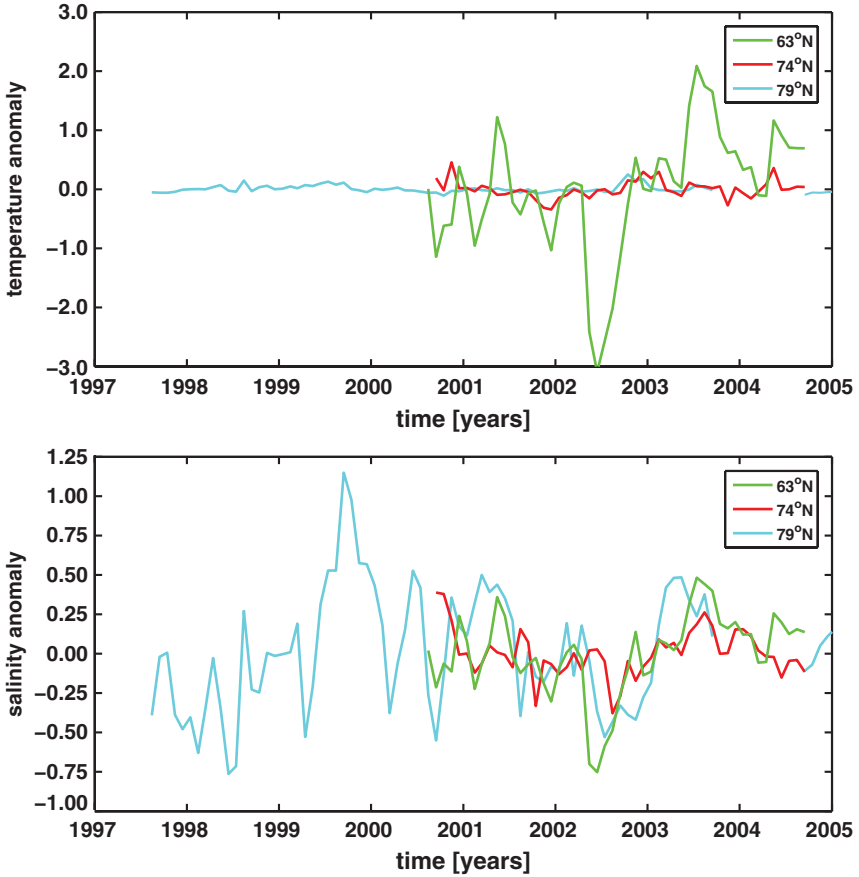 temperature anomaly
3.0
2.0
1.0
0.0
−1.0
−2.0
−3.0
63°N
74°N
79°N
1997 1998 1999 2000 2001 2002 2003 2004 2005
time [years]
salinity anomaly
1.25
1.00
0.75
0.50
0.25
0.00
−0.25
−0.50
−0.75
−1.00
63°N
74°N
79°N
1997 1998 1999 2000 2001 2002 2003 2004 2005
time [years]